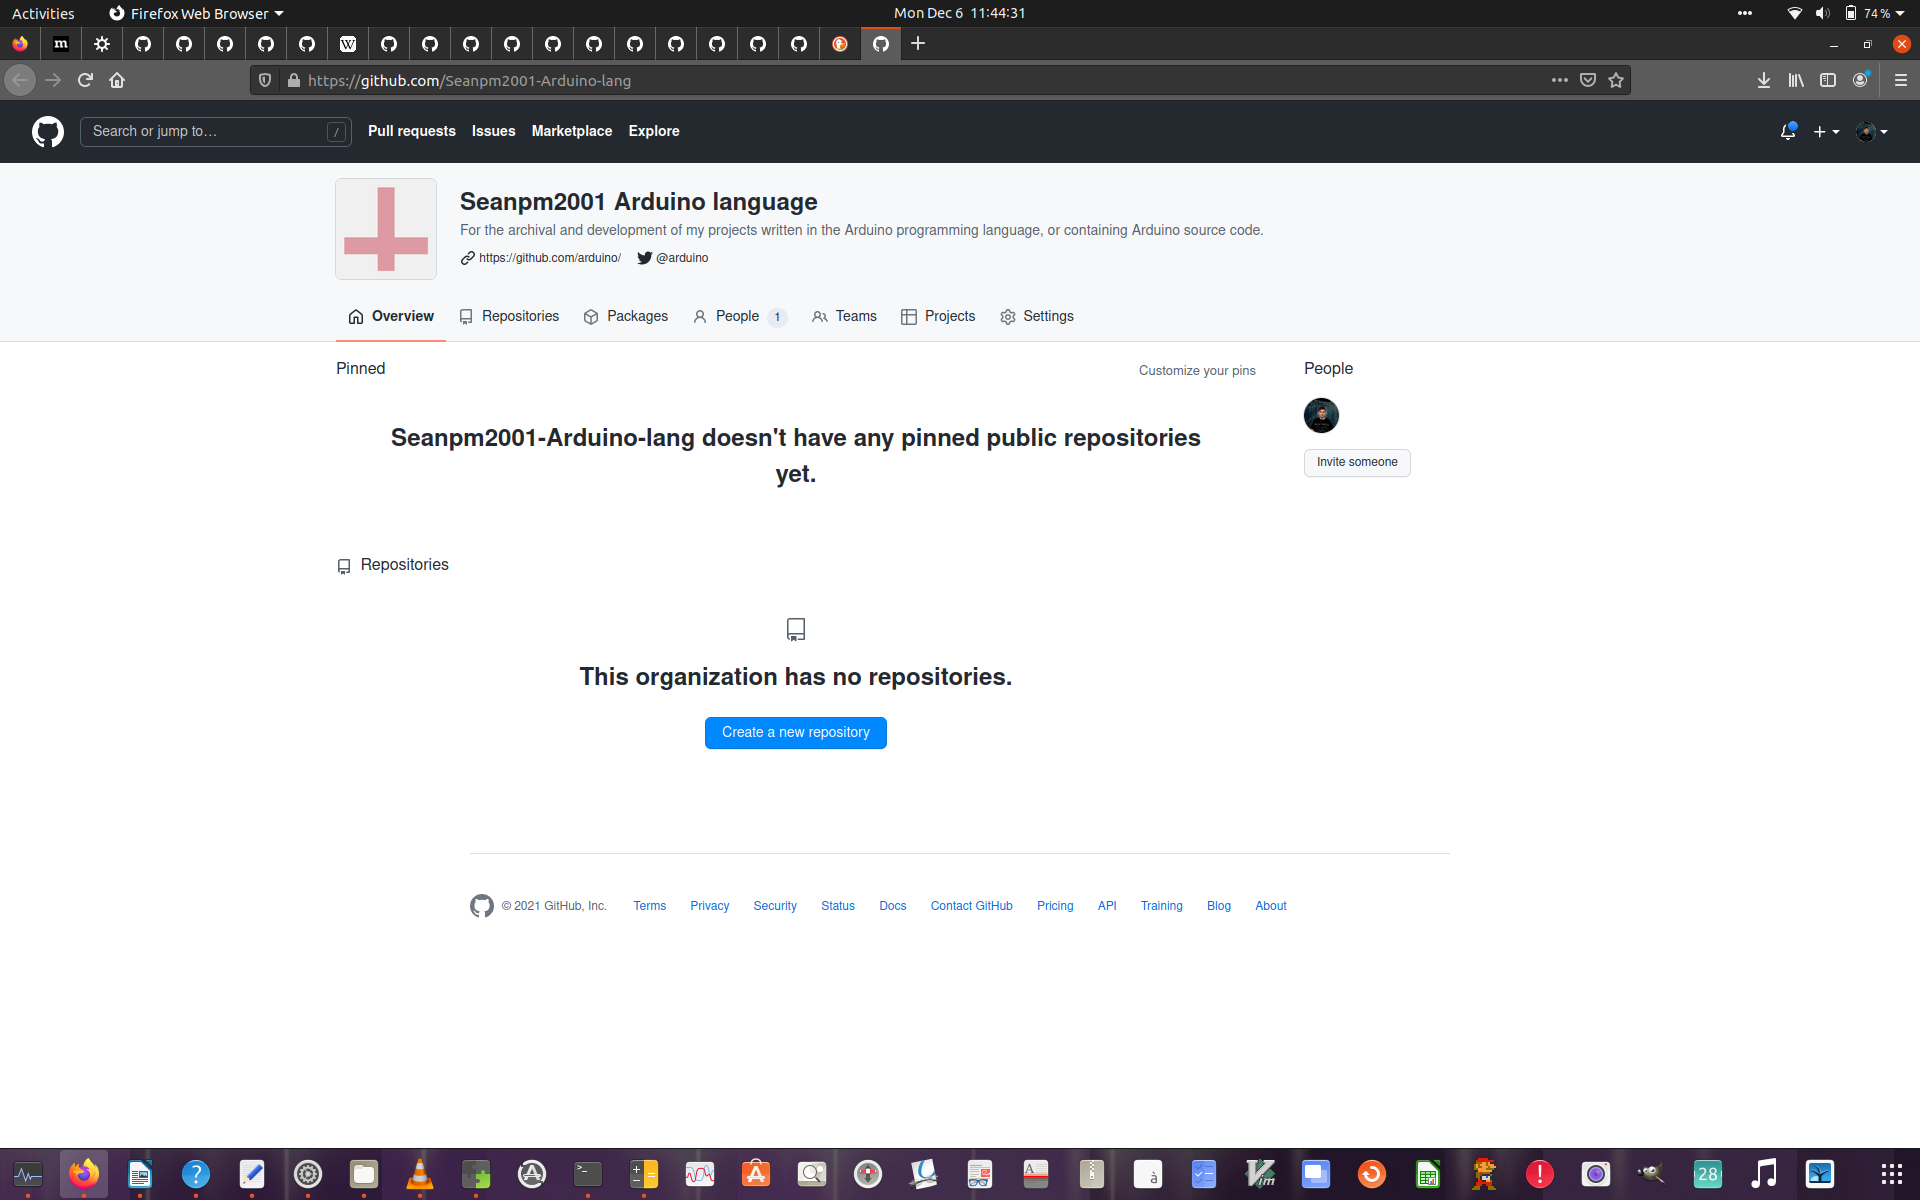 Activities
Firefox Web Browser
Mon Dec 6 11:44:31
74 %
m
W
https://github.com/Seanpm2001-Arduino-lang
Search or jump to…
/
Pull requests
Issues
Marketplace
Explore
Seanpm2001 Arduino language
For the archival and development of my projects written in the Arduino programming language, or containing Arduino source code.
https://github.com/arduino/
@arduino
Overview
Repositories
Packages
People 1
Teams
Projects
Settings
Pinned
Customize your pins
People
Seanpm2001-Arduino-lang doesn't have any pinned public repositories
yet.
Invite someone
Repositories
This organization has no repositories.
Create a new repository
© 2021 GitHub, Inc.
Terms
Privacy
Security
Status
Docs
Contact GitHub
Pricing
API
Training
Blog
About
?
>_
A
à
Vim
!
28